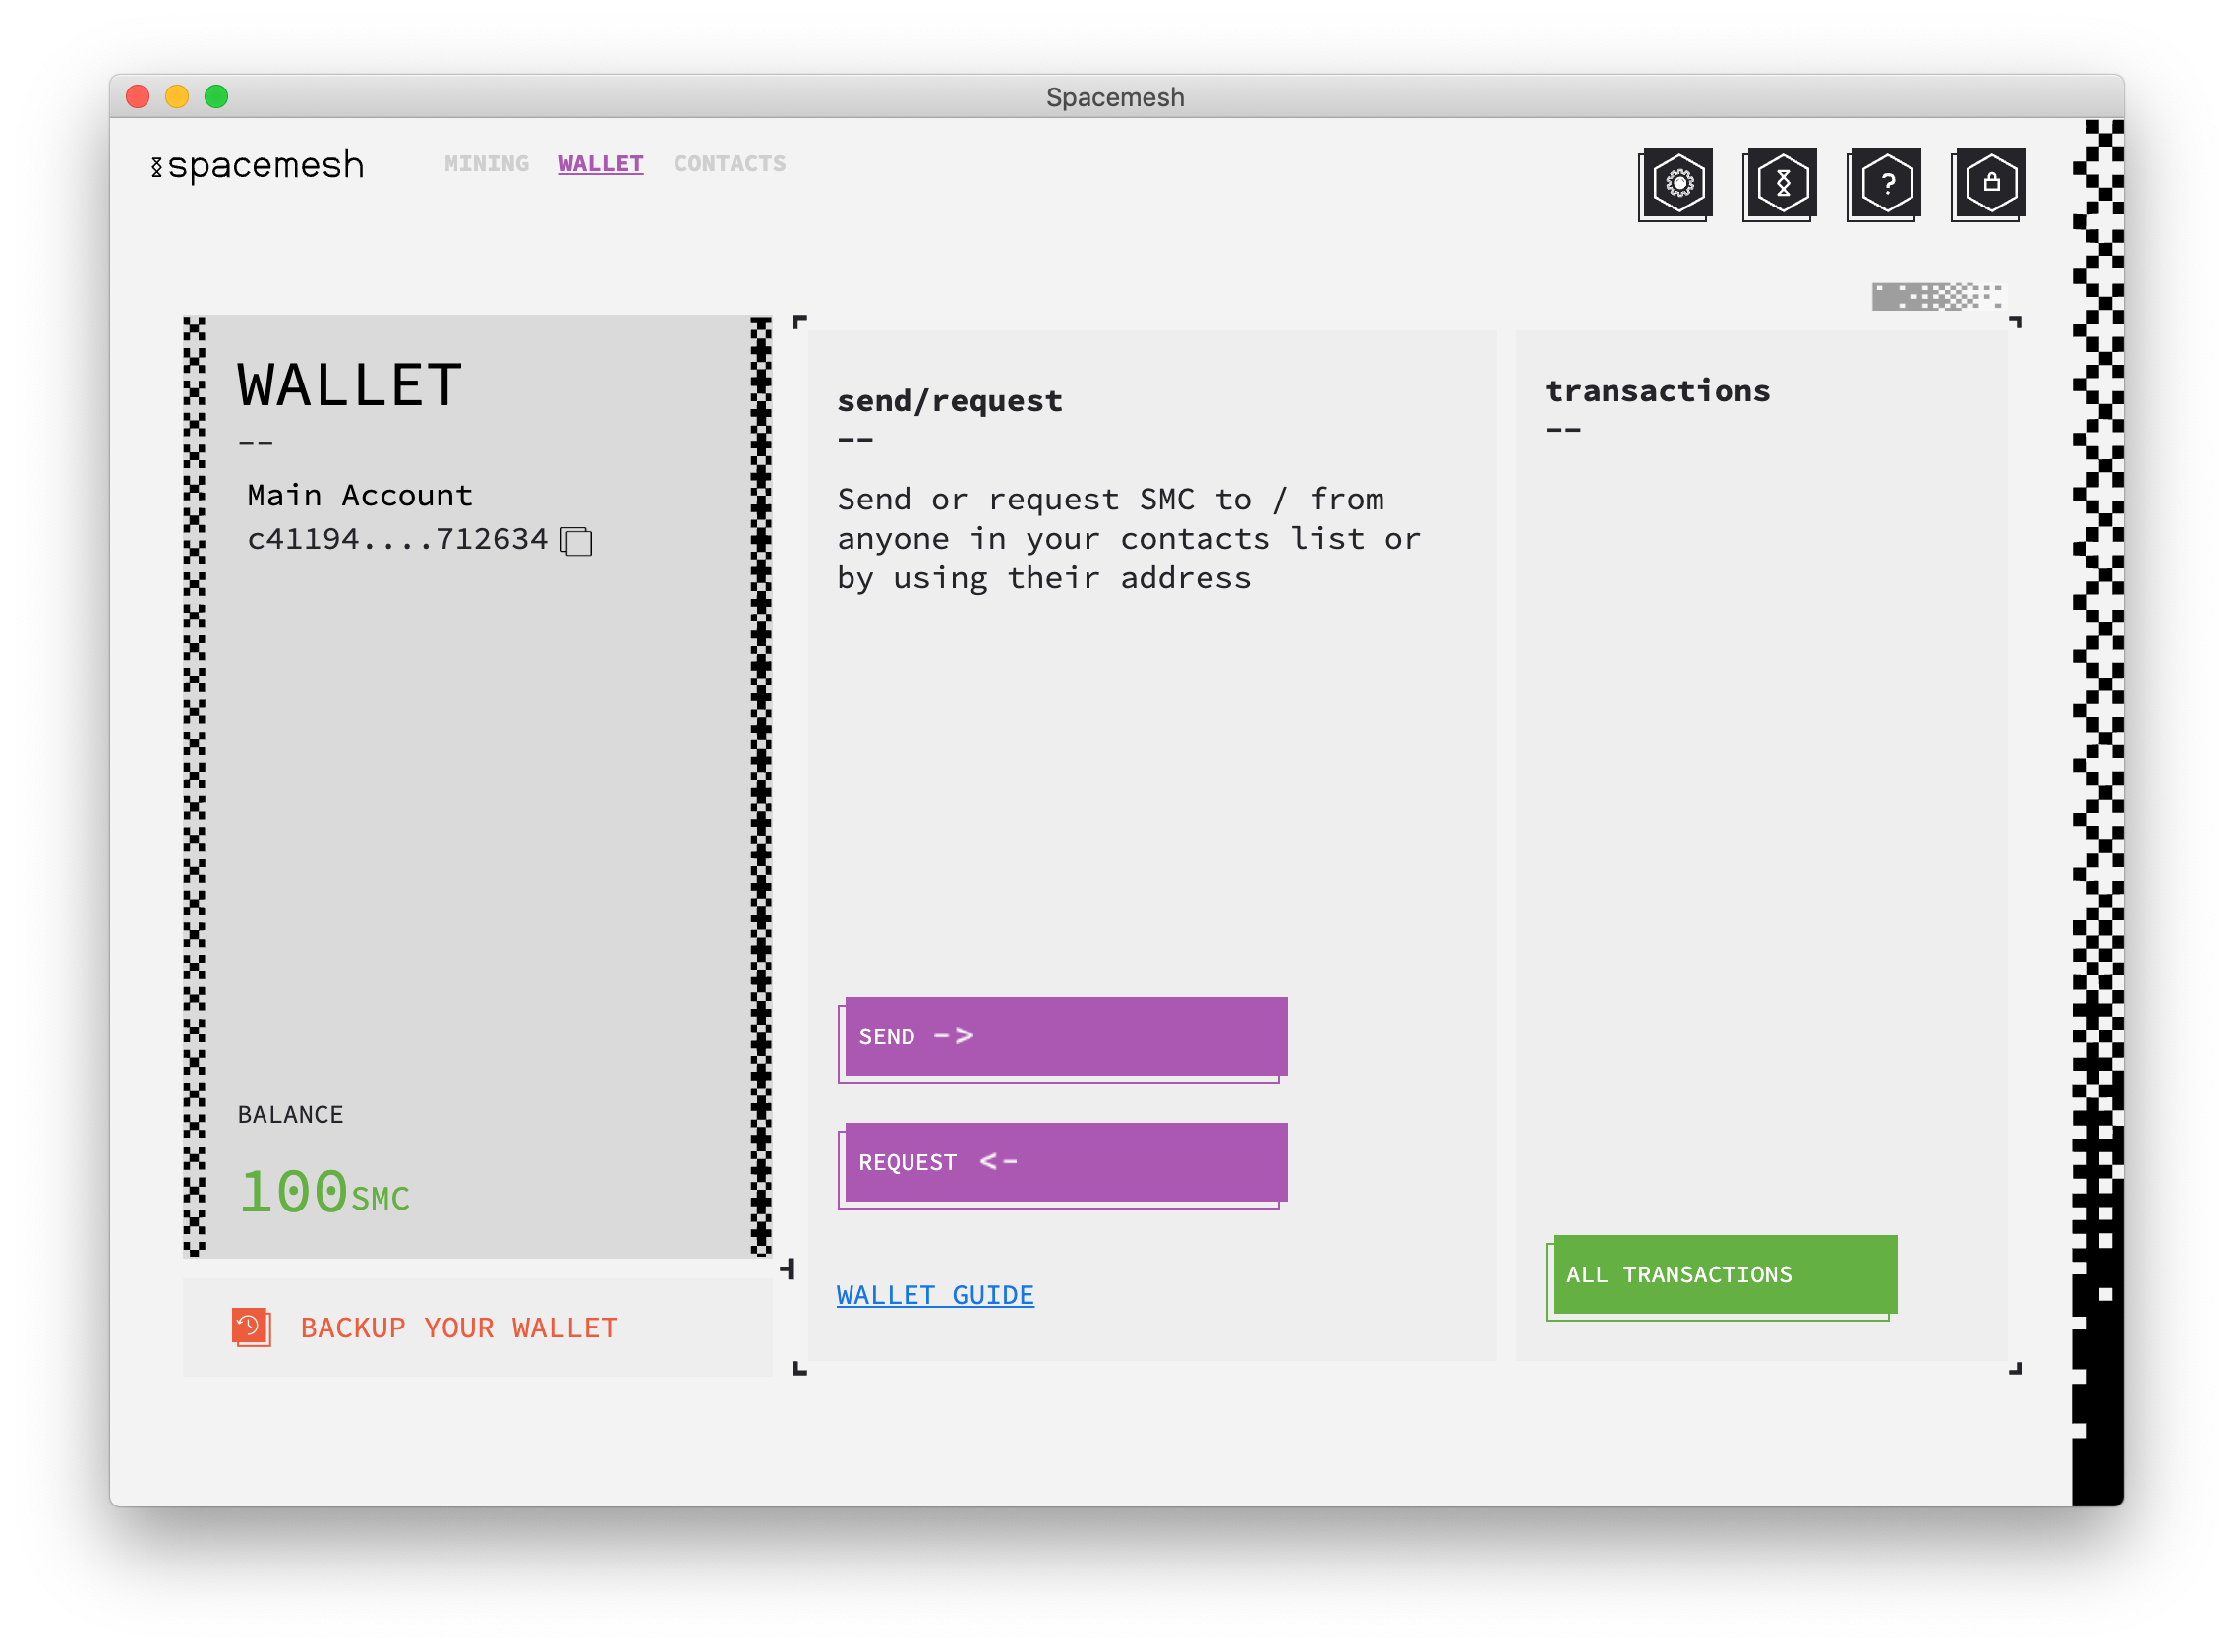 Spacemesh
spacemesh
MINING WALLET CONTACTS
?
WALLET
--
Main Account
c41194....712634
BALANCE
100SMC
BACKUP YOUR WALLET
send/request
--
Send or request SMC to / from
anyone in your contacts list or
by using their address
SEND ->
REQUEST <-
WALLET GUIDE
transactions
--
ALL TRANSACTIONS